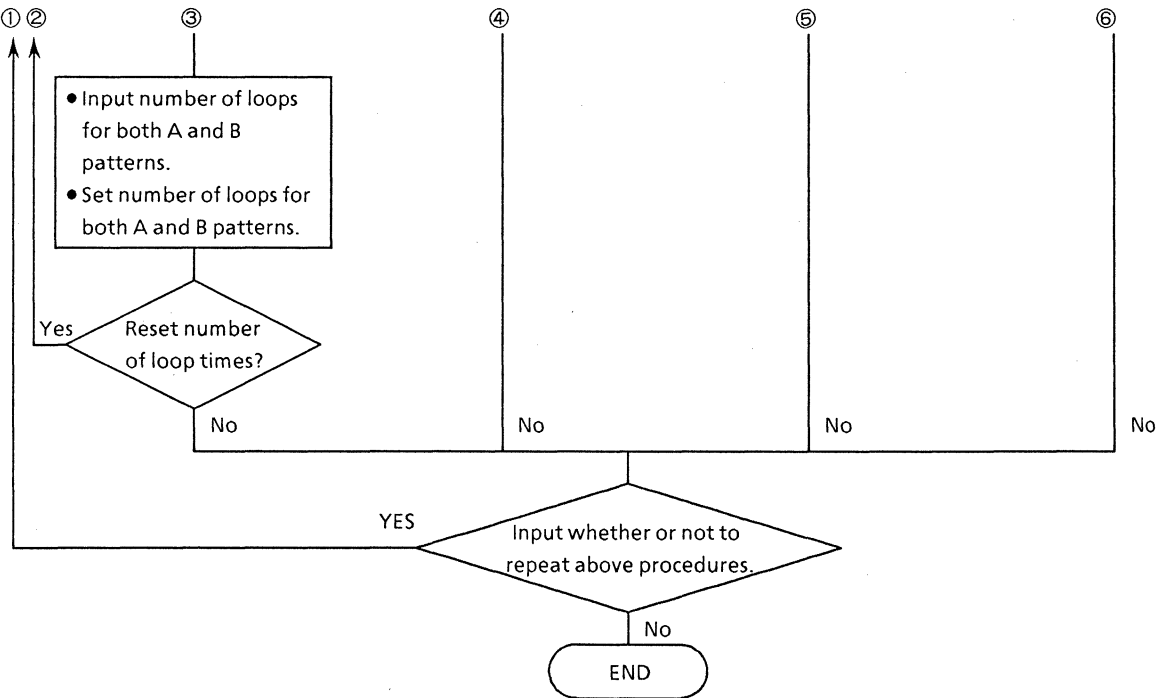 ① ② ③ ④ ⑤ ⑥
● Input number of loops
for both A and B
patterns.
● Set number of loops for
both A and B patterns.
Yes
Reset number
of loop times?
No
No
No
No
YES
Input whether or not to
repeat above procedures.
No
END